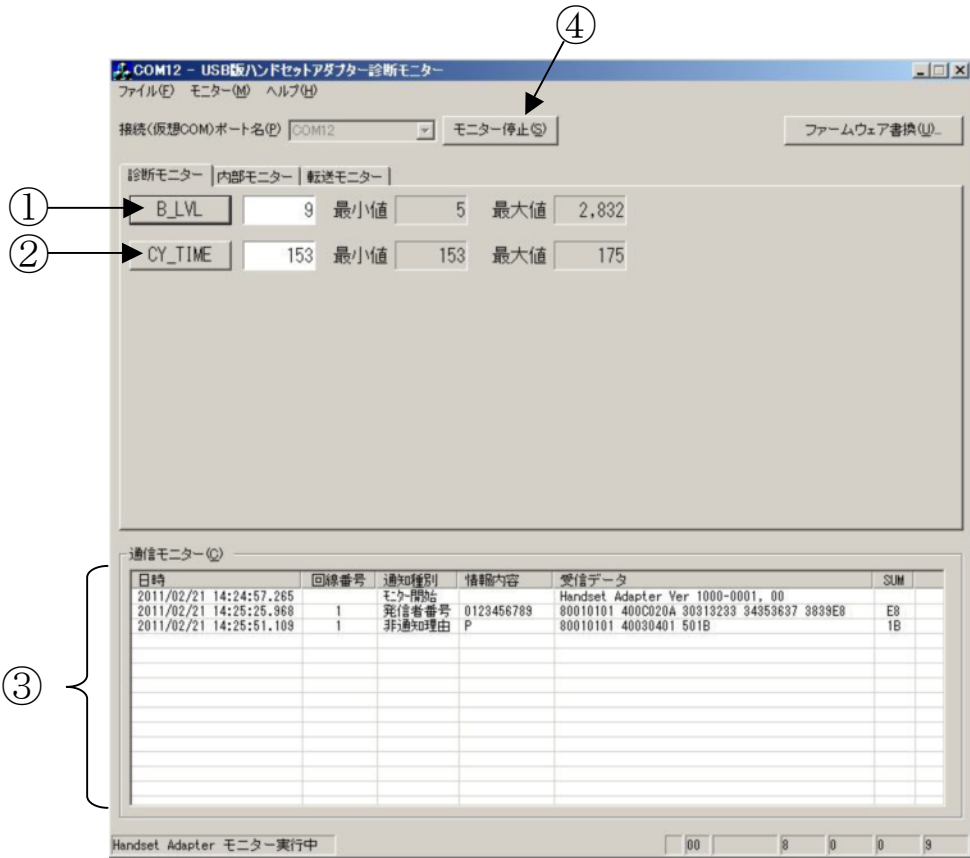 ④
COM12 - USB版ハンドセットアダプター診断モニター
ファイル(F) モニター(M) ヘルプ(H)
接続(仮想COM)ポート名(P) COM12 モニター停止(S) ファームウェア書換(U)...
診断モニター 内部モニター 転送モニター
① B_LVL 9 最小値 5 最大値 2,832
② CY_TIME 153 最小値 153 最大値 175
通信モニター(C)
日時 回線番号 通知種別 情報内容 受信データ SUM
2011/02/21 14:24:57.265 モニター開始 Handset Adapter Ver 1000-0001, 00
2011/02/21 14:25:25.968 1 発信者番号 0123456789 80010101 400C020A 30313233 34353637 3839E8 E8
2011/02/21 14:25:51.109 1 非通知理由 P 80010101 40030401 501B 1B
③
Handset Adapter モニター実行中 00 8 0 0 9